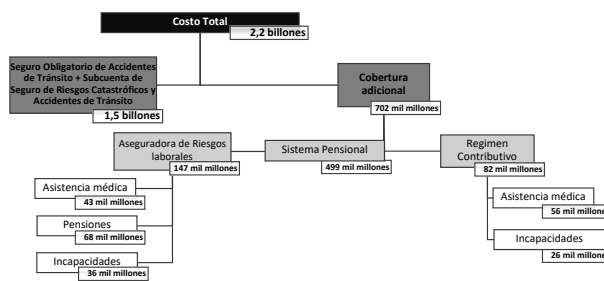 Costo Total
2,2 billones
Seguro Obligatorio de Accidentes
de Tránsito + Subcuenta de
Seguro de Riesgos Catastróficos y
Accidentes de Tránsito
1,5 billones
Cobertura
adicional
702 mil millones
Aseguradora de Riesgos
laborales
147 mil millones
Sistema Pensional
499 mil millones
Regimen
Contributivo
82 mil millones
Asistencia médica
43 mil millones
Pensiones
68 mil millones
Incapacidades
36 mil millones
Asistencia médica
56 mil millones
Incapacidades
26 mil millones